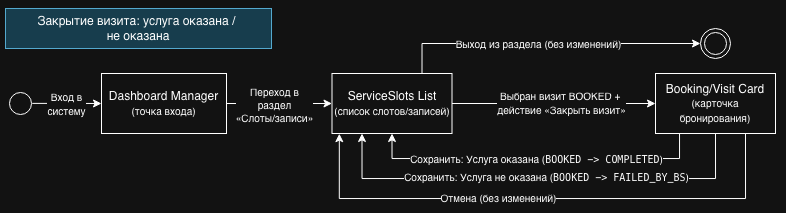 Закрытие визита: услуга оказана /
не оказана
Выход из раздела (без изменений)
Вход в
систему
Dashboard Manager
(точка входа)
Переход в
раздел
«Слоты/записи»
ServiceSlots List
(список слотов/записей)
Выбран визит BOOKED +
действие «Закрыть визит»
Booking/Visit Card
(карточка
бронирования)
Сохранить: Услуга оказана (BOOKED —> COMPLETED)
Сохранить: Услуга не оказана (BOOKED —> FAILED_BY_BS)
Отмена (без изменений)